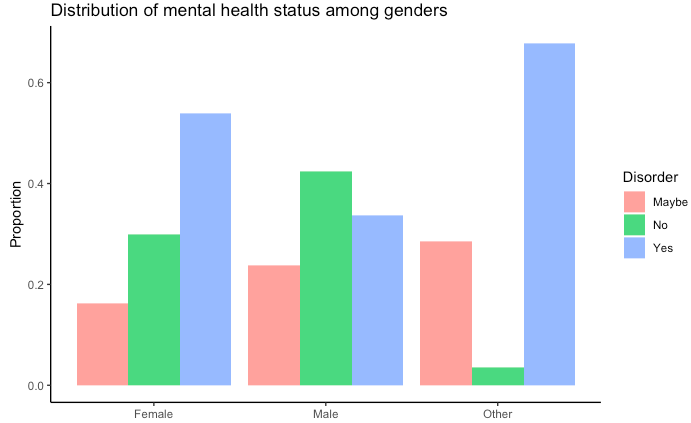 Distribution of mental health status among genders
Proportion
0.6
0.4
0.2
0.0
Female
Male
Other
Disorder
Maybe
No
Yes